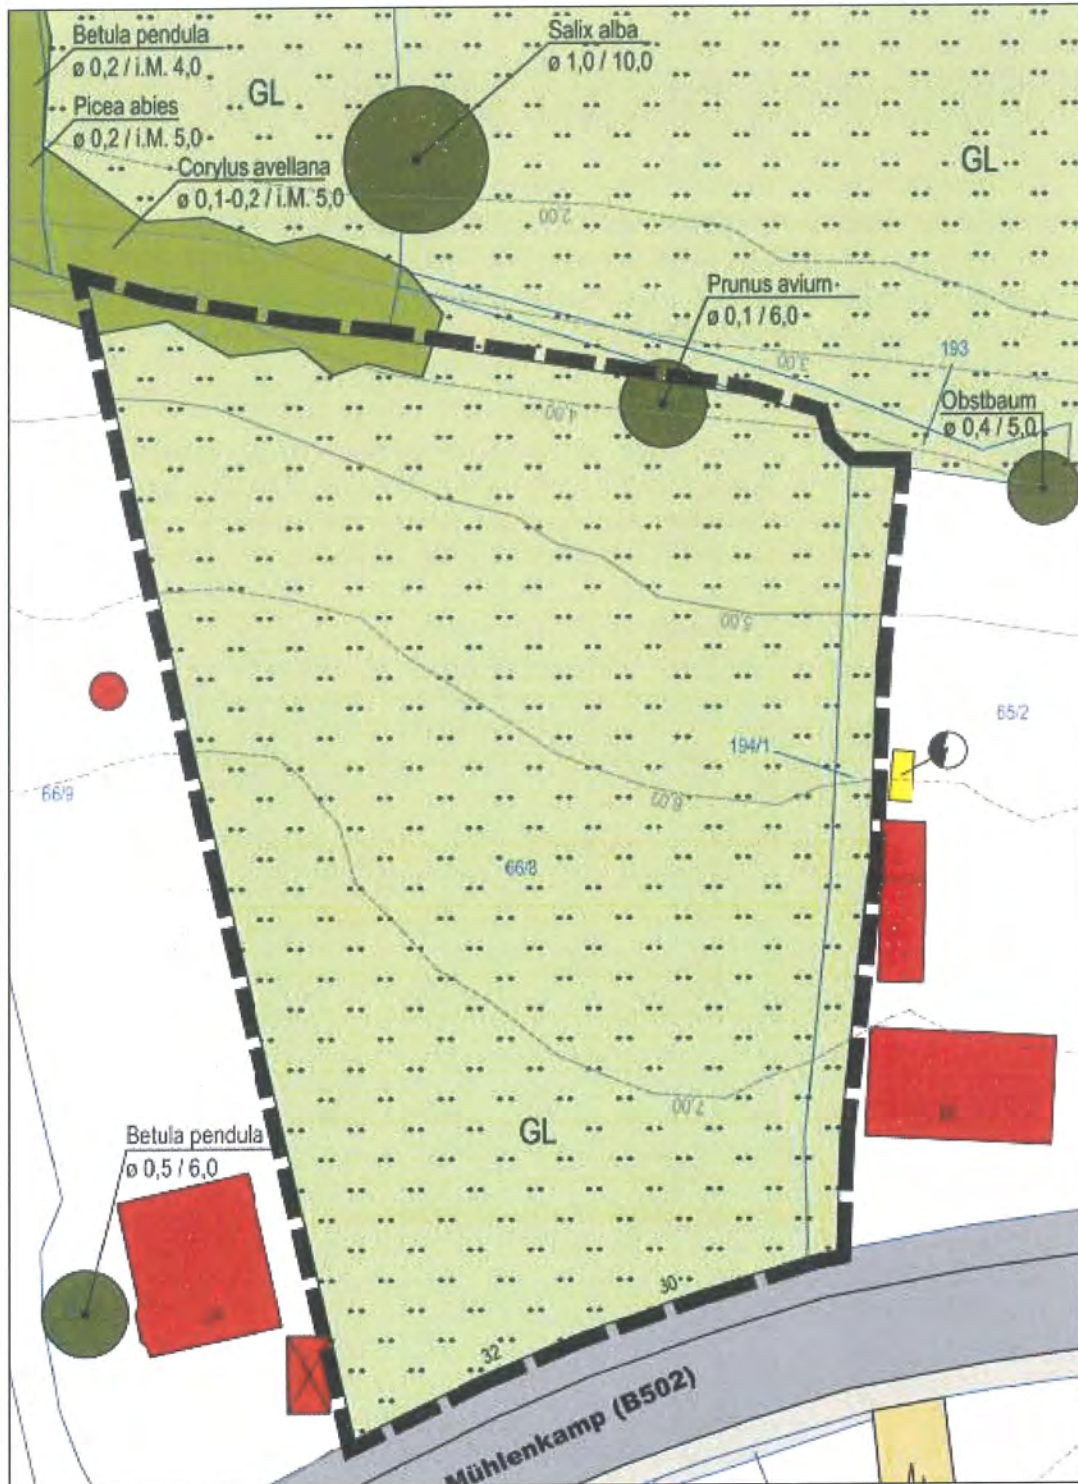 Betula pendula
ø 0,2 / i.M. 4,0
Salix alba
ø 1,0 / 10,0
GL
Picea abies
ø 0,2 / i.M. 5,0
GL
Corylus avellana
ø 0,1-0,2 / i.M. 5,0
2,00
Prunus avium
ø 0,1 / 6,0
193
3,00
Obstbaum
ø 0,4 / 5,0
4,00
5,00
65/2
194/1
66/9
6,00
66/8
7,00
GL
Betula pendula
ø 0,5 / 6,0
30
32
Mühlenkamp (B502)